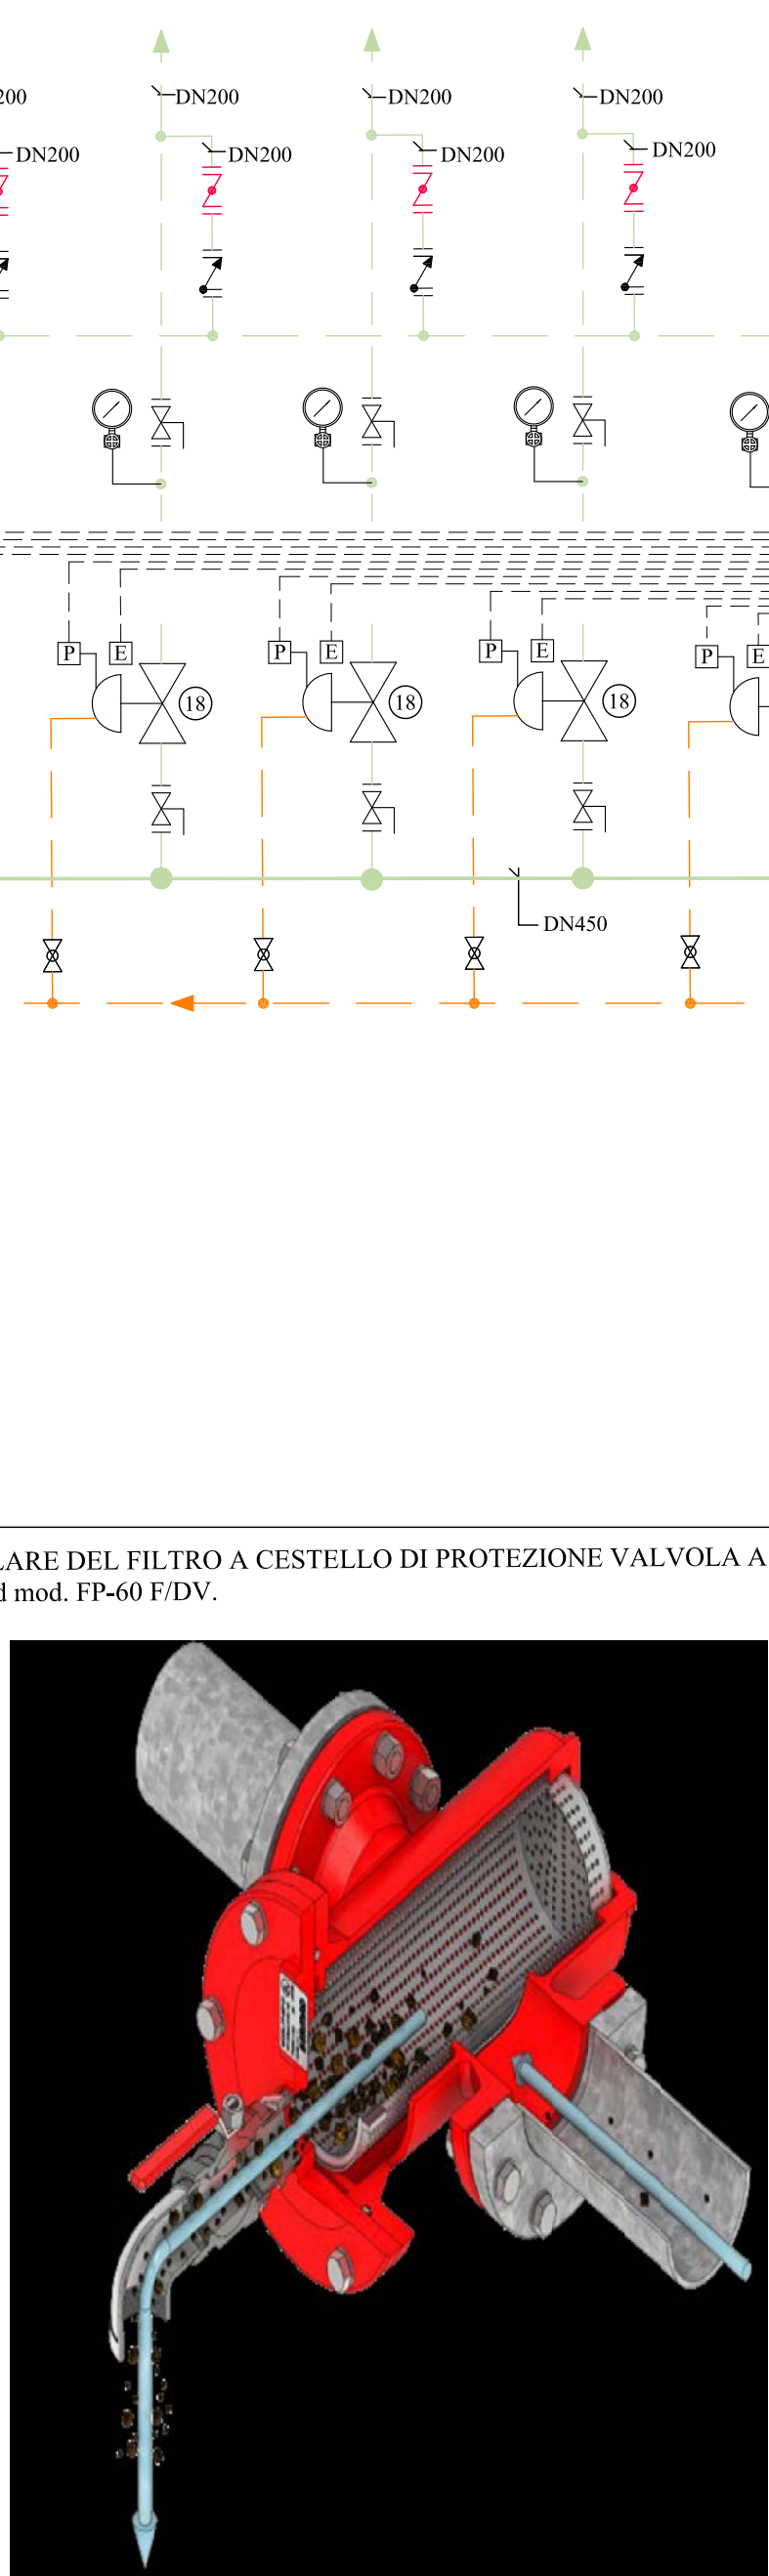 200
DN200
DN200
DN200
DN200
DN200
DN200
DN200
P
E
P
E
P
E
P
E
18
18
18
DN450
LARE DEL FILTRO A CESTELLO DI PROTEZIONE VALVOLA A
d mod. FP-60 F/DV.